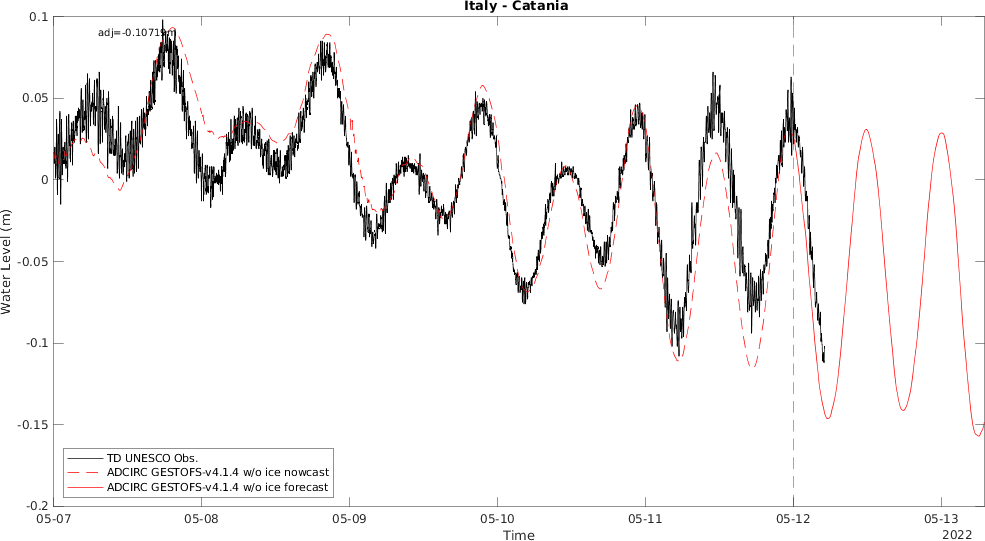 Italy - Catania
adj=-0.10719m
0.1
0.05
0
-0.05
-0.1
-0.15
-0.2
Water Level (m)
TD UNESCO Obs.
ADCIRC GESTOFS-v4.1.4 w/o ice nowcast
ADCIRC GESTOFS-v4.1.4 w/o ice forecast
05-07 05-08 05-09 05-10 05-11 05-12 05-13
Time
2022